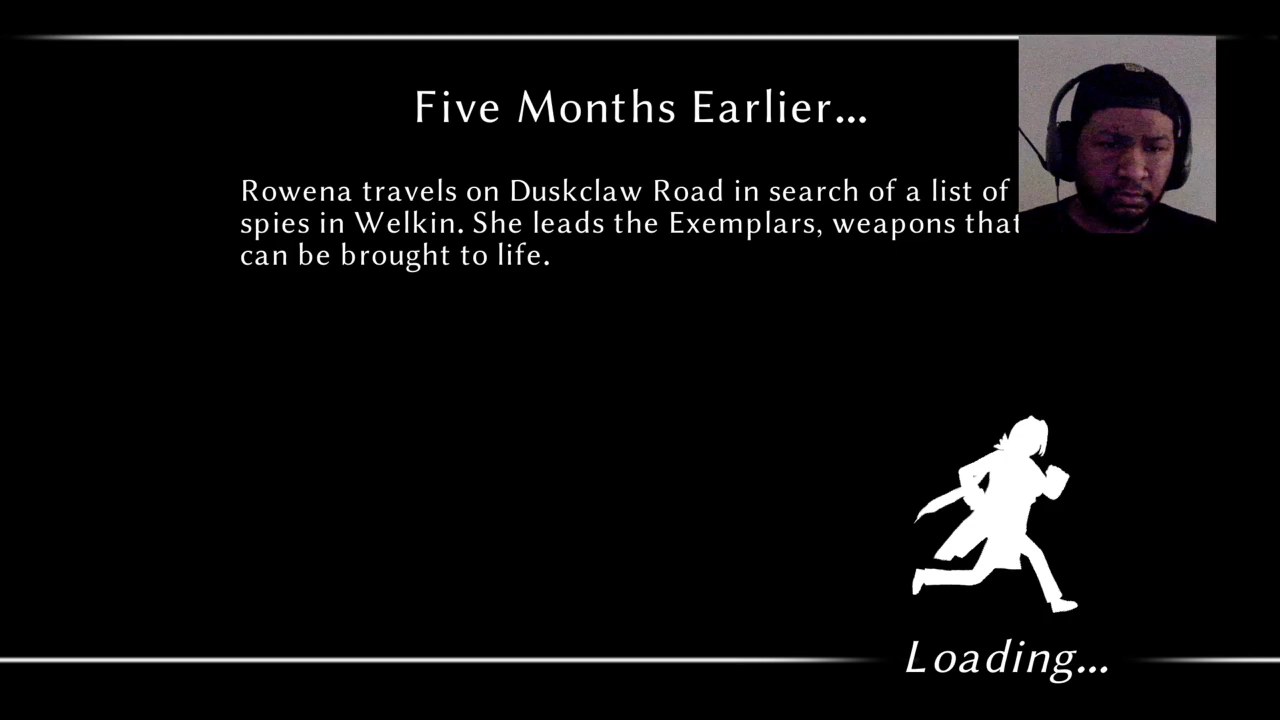 Five Months Earlier...
Rowena travels on Duskclaw Road in search of a list of
spies in Welkin. She leads the Exemplars, weapons that
can be brought to life.
Loading...